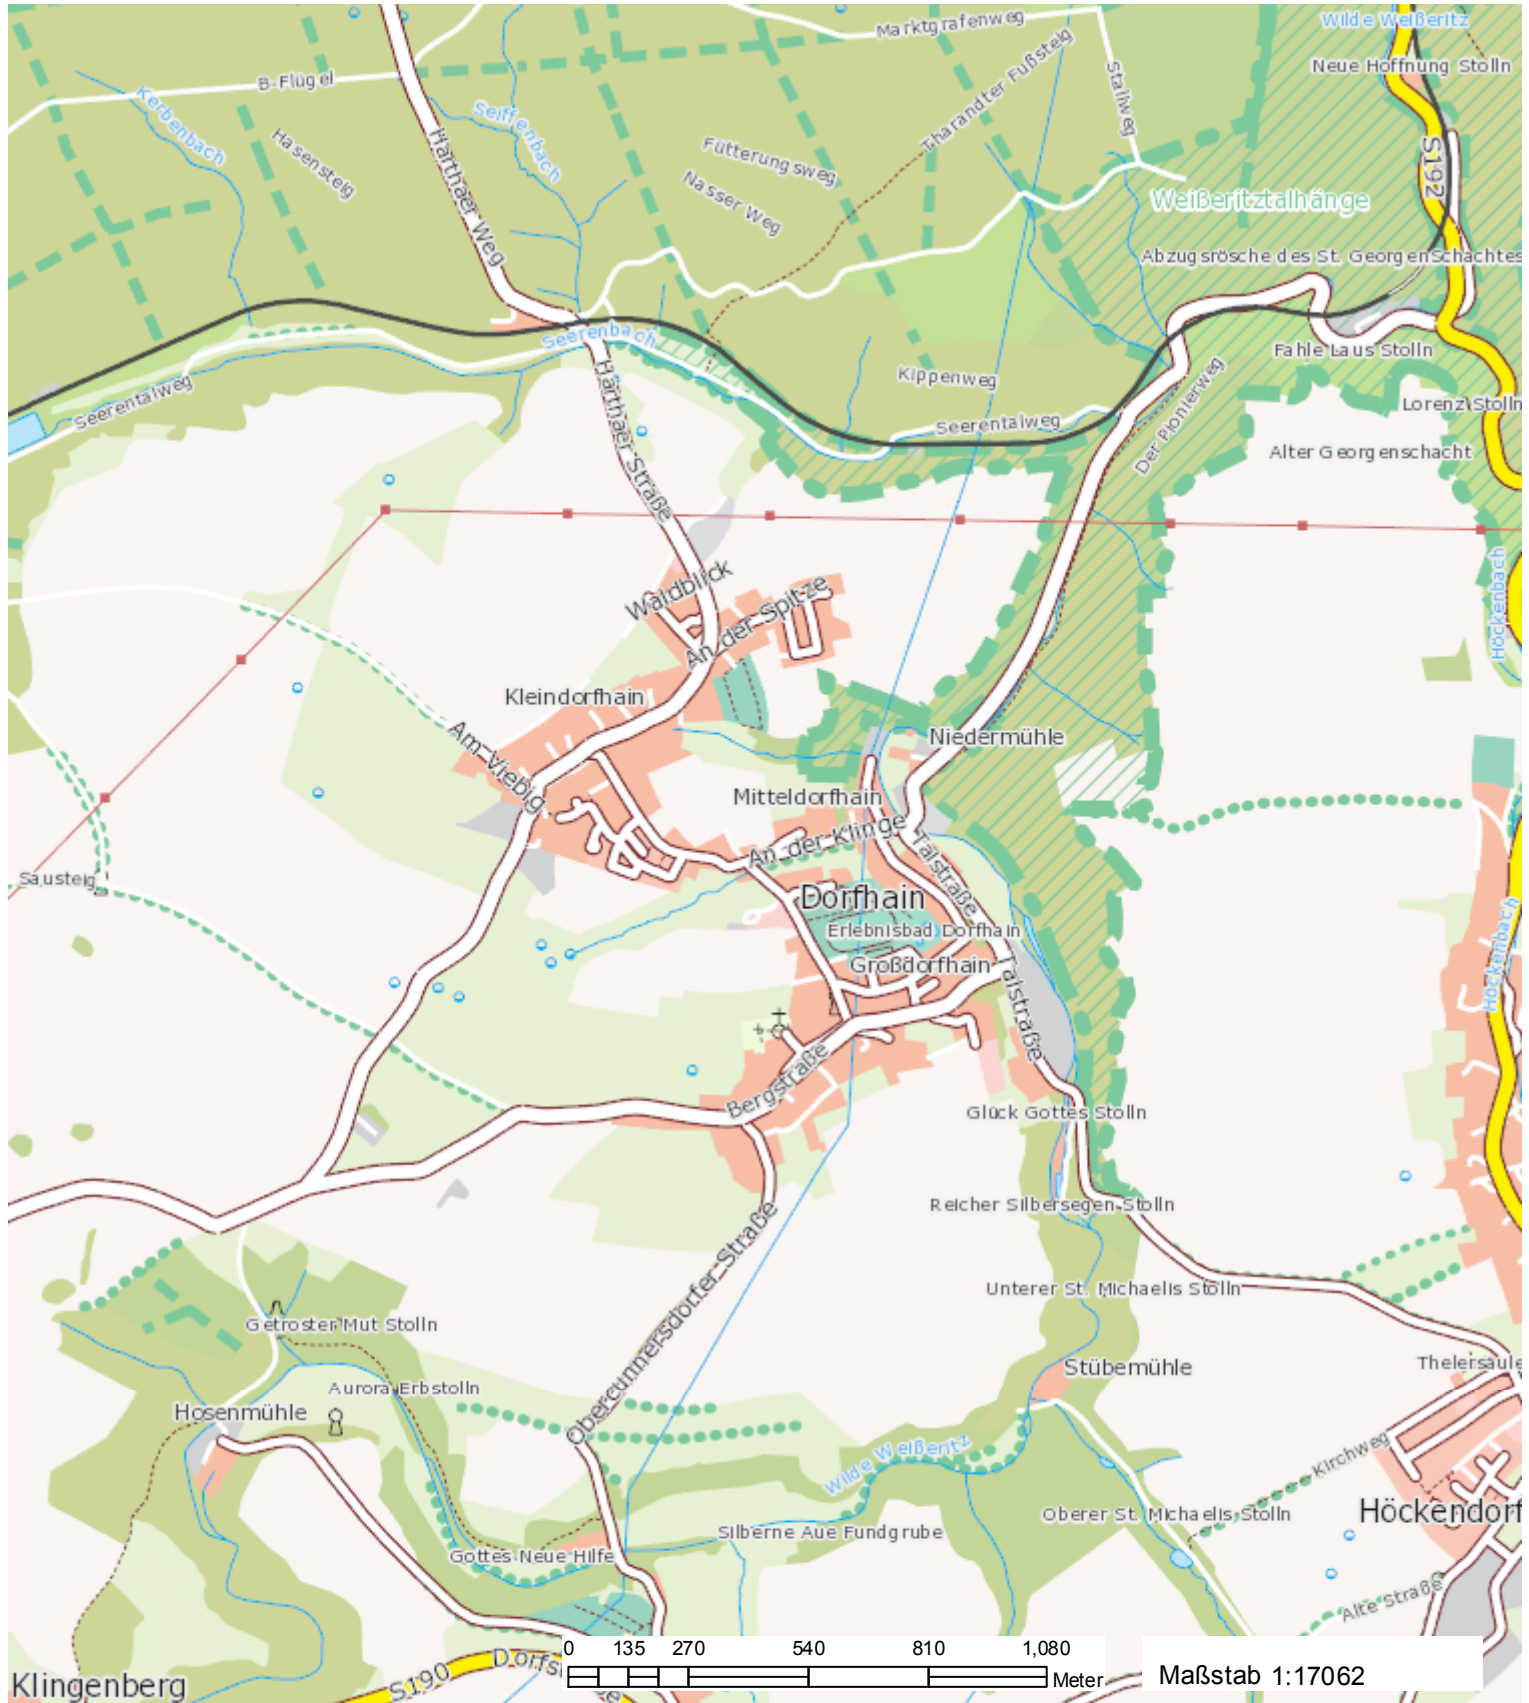 Wilde Weißeritz
Marktgrafenweg
Neue Hoffnung Stolln
B-Flügel
Tharandter Fußsteig
Stallweg
Kerbenbach
Seiffenbach
Hasensteig
Harthaer Weg
Fütterungsweg
Nasser Weg
S192
Weißeritztalhänge
Abzugsrösche des St. GeorgenSchachtes
Seerenbach
Fahle Laus Stolln
Harthaer Straße
Kippenweg
Seerentalweg
Der Pionierweg
Lorenz Stolln
Seerentalweg
Alter Georgenschacht
Waldblick
An der Spitze
Höckenbach
Kleindorfhain
Am Viebig
Niedermühle
Mitteldorfhain
An der Klinge
Talstraße
Sausteig
Dorfhain
Erlebnisbad Dorfhain
Großdorfhain
Höckenbach
Talstraße
Bergstraße
Glück Gottes Stolln
Reicher Silbersegen Stolln
Obercunnersdorfer Straße
Unterer St. Michaelis Stolln
Getroster Mut Stolln
Thelersäule
Stübemühle
Aurora Erbstolln
Hosenmühle
Wilde Weißeritz
Kirchweg
Höckendorf
Oberer St. Michaelis Stolln
Silberne Aue Fundgrube
Gottes Neue Hilfe
Alte Straße
0 135 270 540 810 1,080
Meter
Maßstab 1:17062
Klingenberg
S190